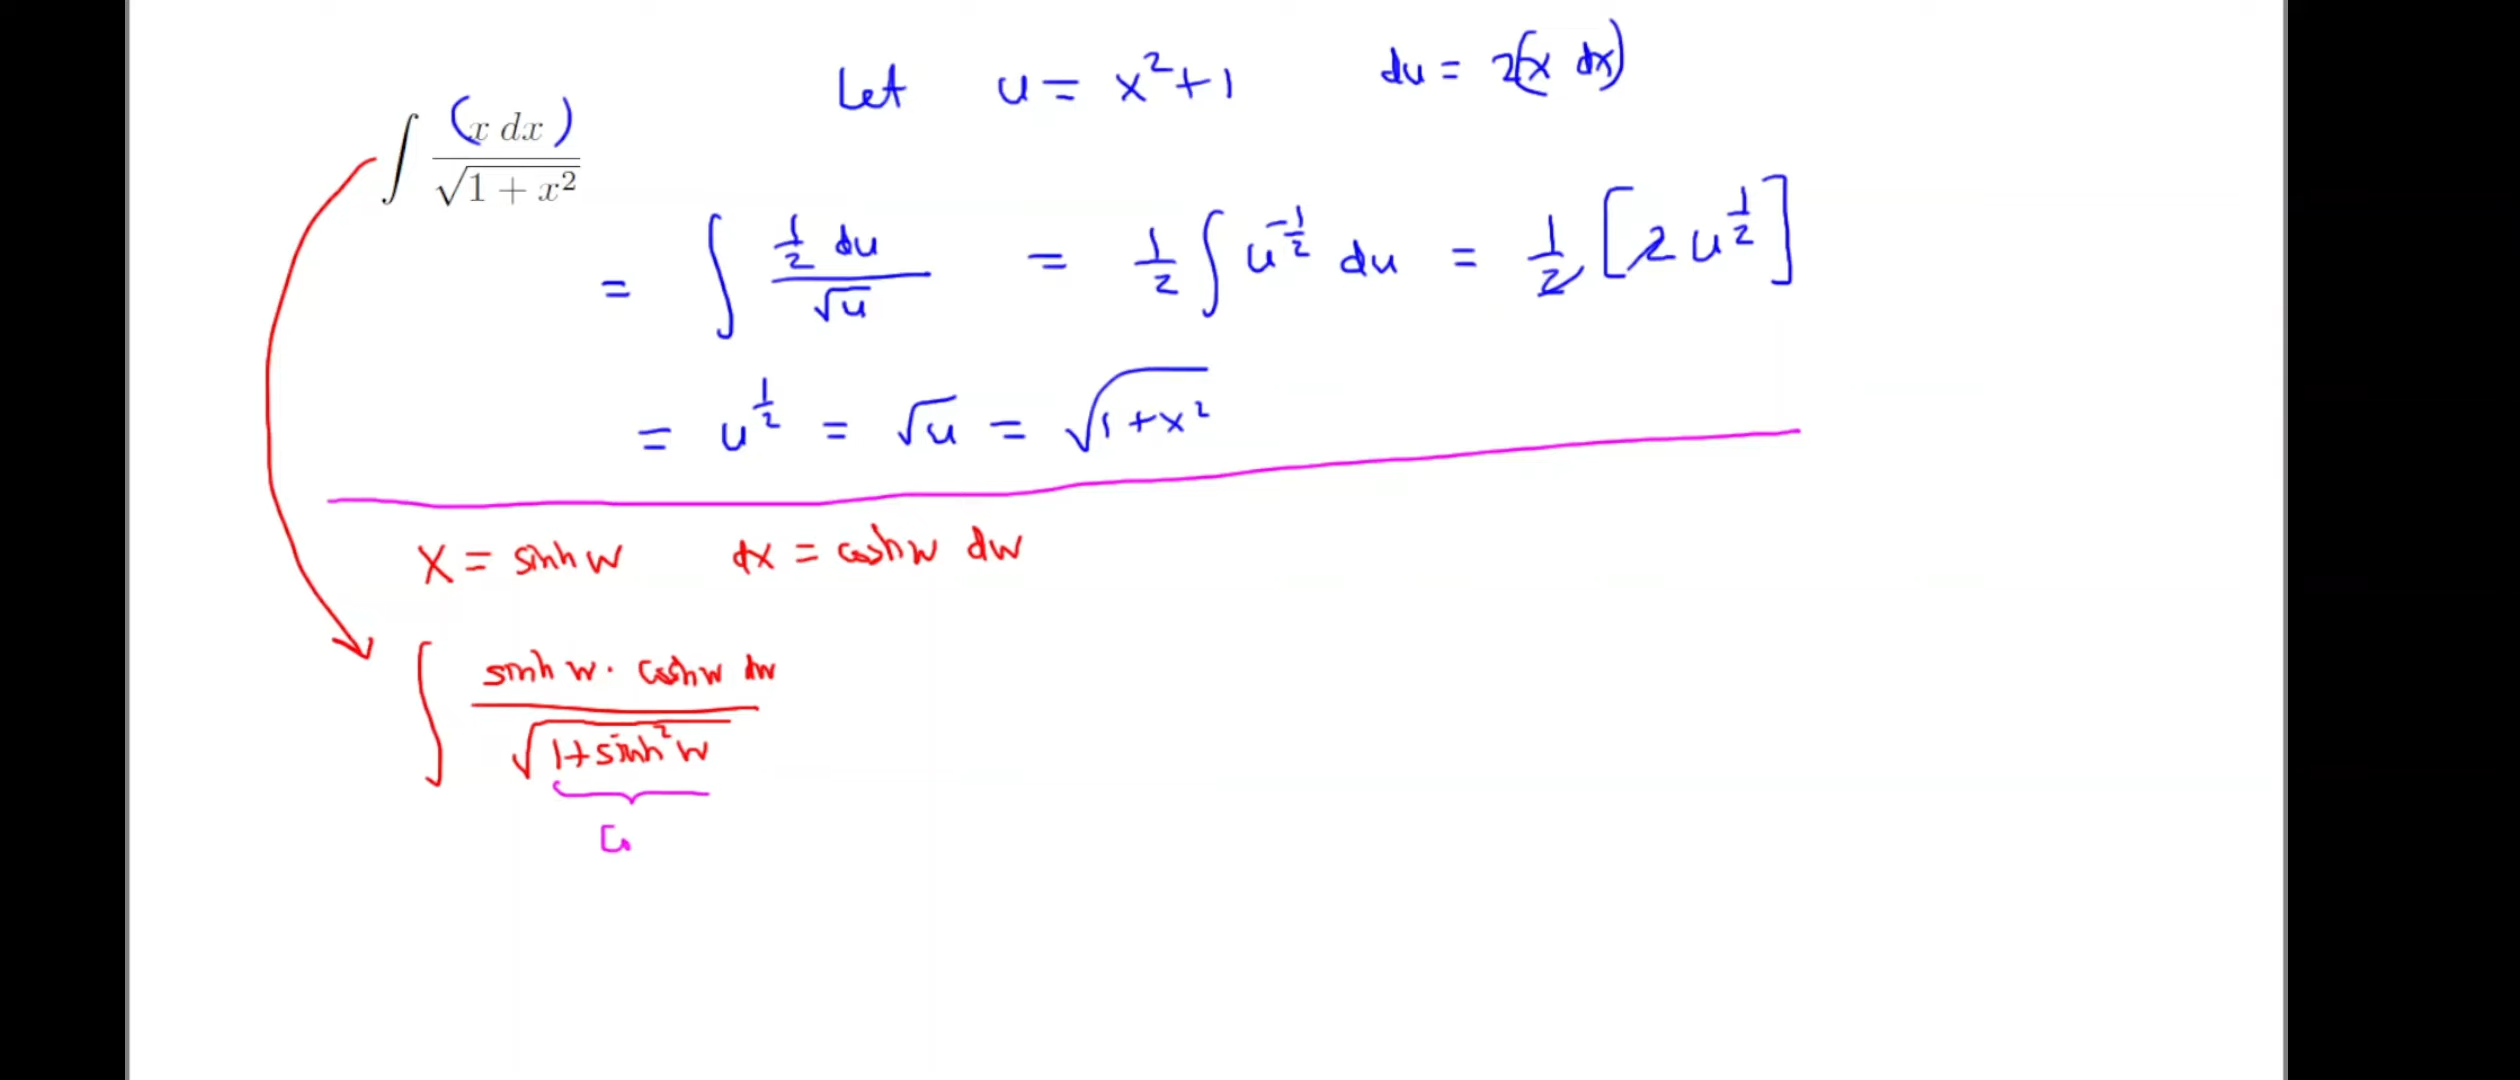 Let u = x²+1 du = 2(x dx)
∫ (x dx) / √(1 + x²)
= ∫ ½ du / √u = ½ ∫ u^(-½) du = ½ [2 u^½]
= u^½ = √u = √(1+x²)
x = sinh w dx = cosh w dw
∫ sinh w · cosh w dw / √(1+sinh² w)